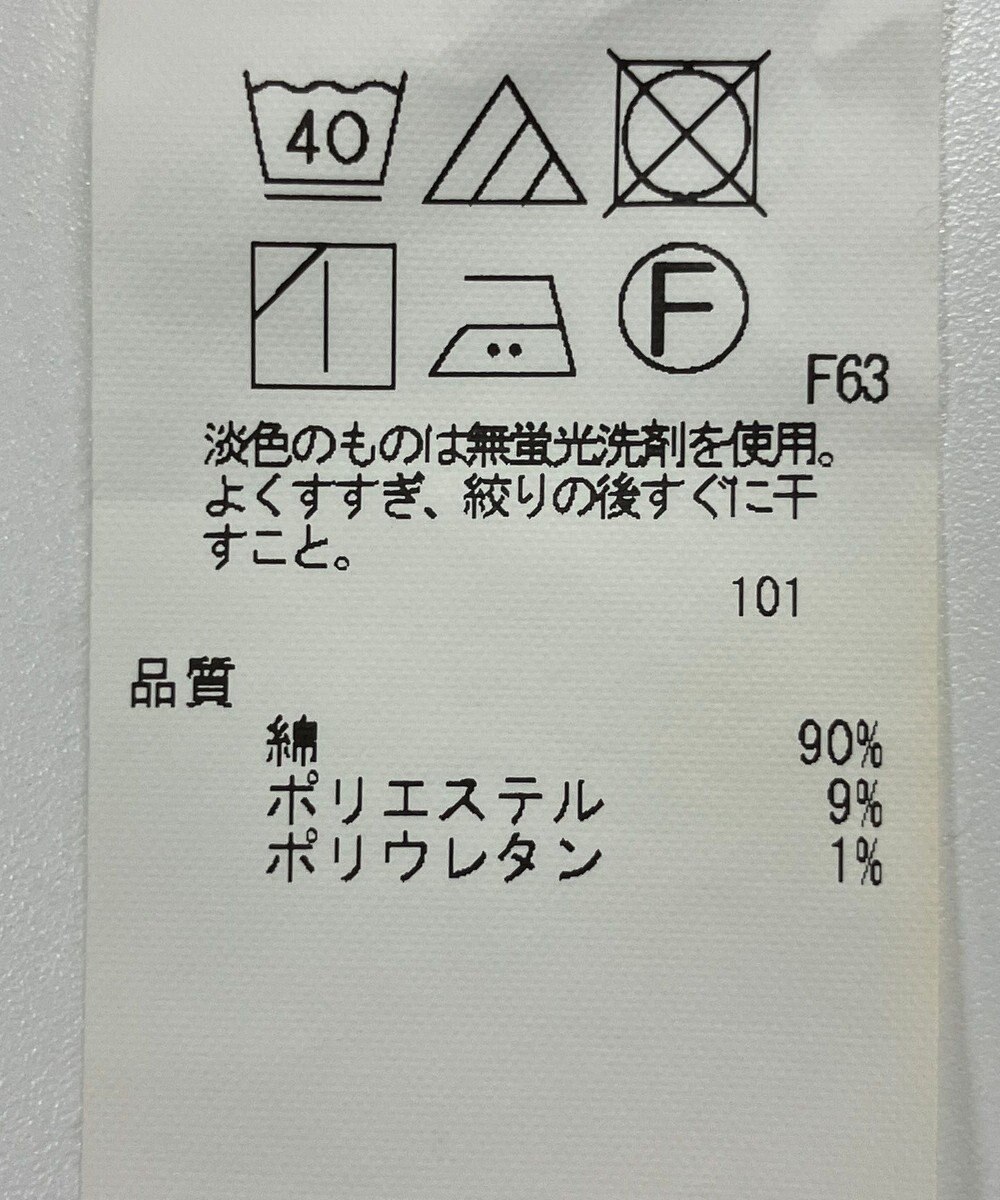 40
F
F63
淡色のものは無蛍光洗剤を使用。
よくすすぎ、絞りの後すぐに干
すこと。
101
品質
綿 90%
ポリエステル 9%
ポリウレタン 1%